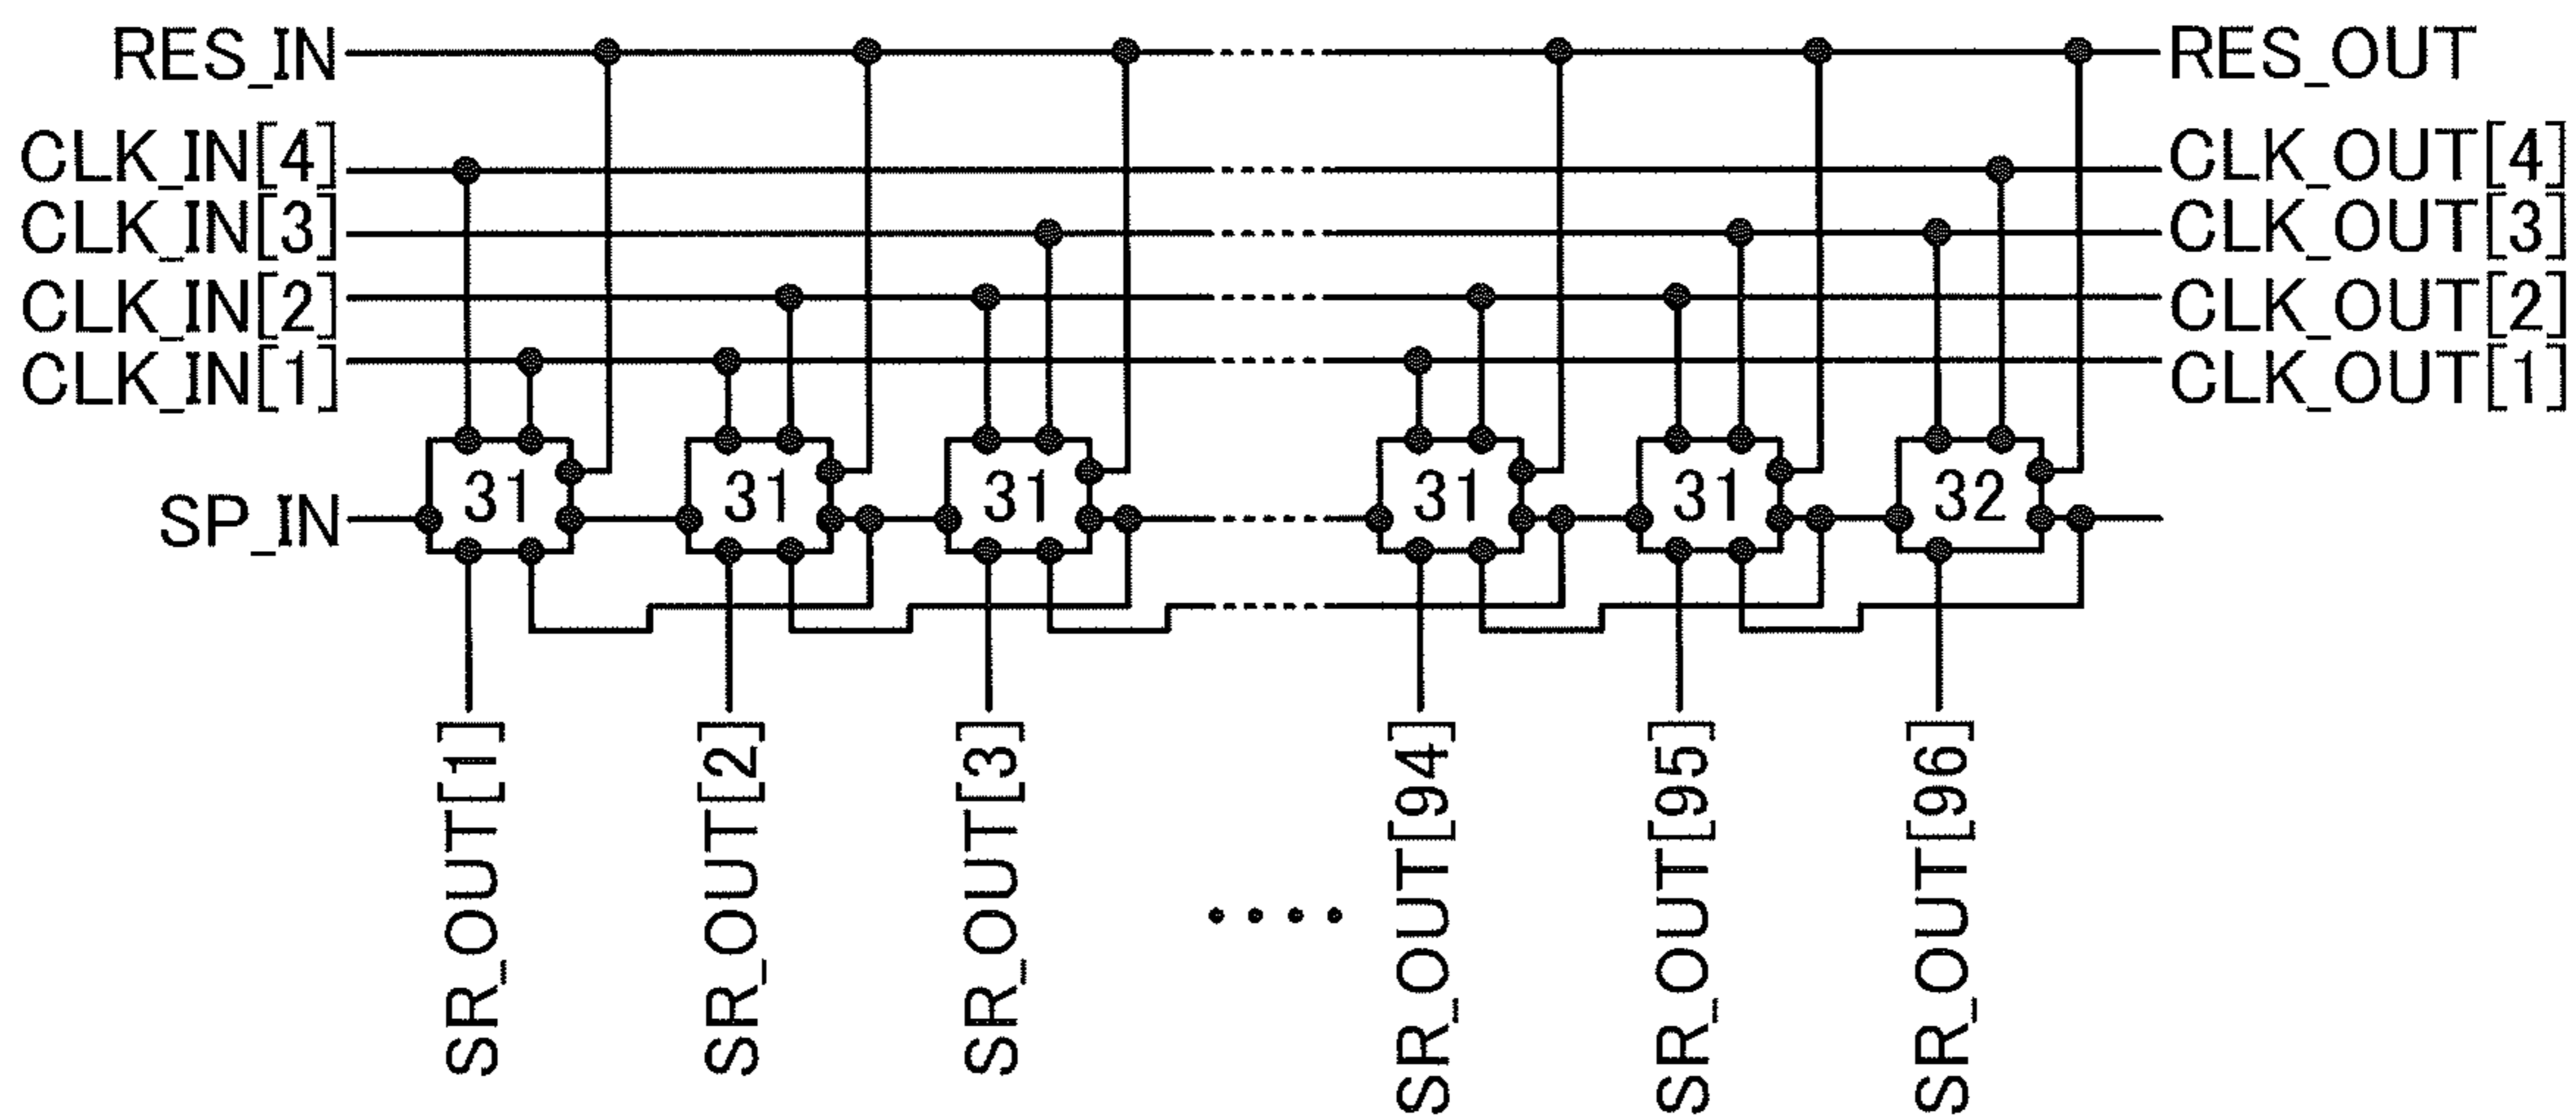 RES_IN
RES_OUT
CLK_IN[4]
CLK_OUT[4]
CLK_IN[3]
CLK_OUT[3]
CLK_IN[2]
CLK_OUT[2]
CLK_IN[1]
CLK_OUT[1]
SP_IN
31
31
31
31
31
32
SR_OUT[1]
SR_OUT[2]
SR_OUT[3]
····
SR_OUT[94]
SR_OUT[95]
SR_OUT[96]